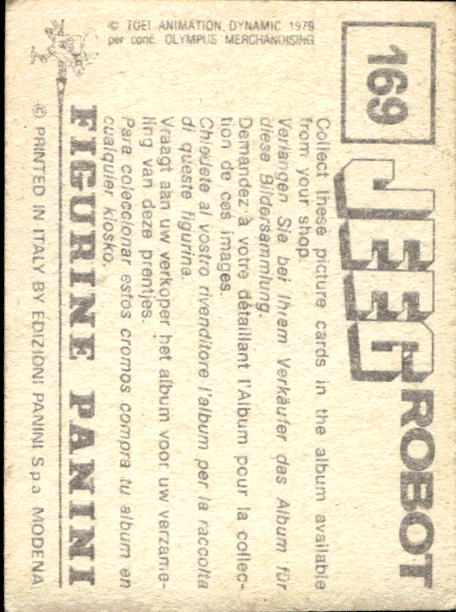 169
JEEG ROBOT
Collect these picture cards in the album available
from your shop.
Verlangen Sie bei Ihrem Verkäufer das Album für
diese Bildersammlung.
Demandez à votre détaillant l'Album pour la collec-
tion de ces images.
Chiedete al vostro rivenditore l'album per la raccolta
di queste figurine.
Vraagt aan uw verkoper het album voor uw verzame-
ling van deze prentjes.
Para coleccionar estos cromos compra tu album en
cualquier kiosko.
© TOEI ANIMATION, DYNAMIC 1979
per conc. OLYMPUS MERCHANDISING
FIGURINE PANINI
© PRINTED IN ITALY BY EDIZIONI PANINI S.p.a MODENA